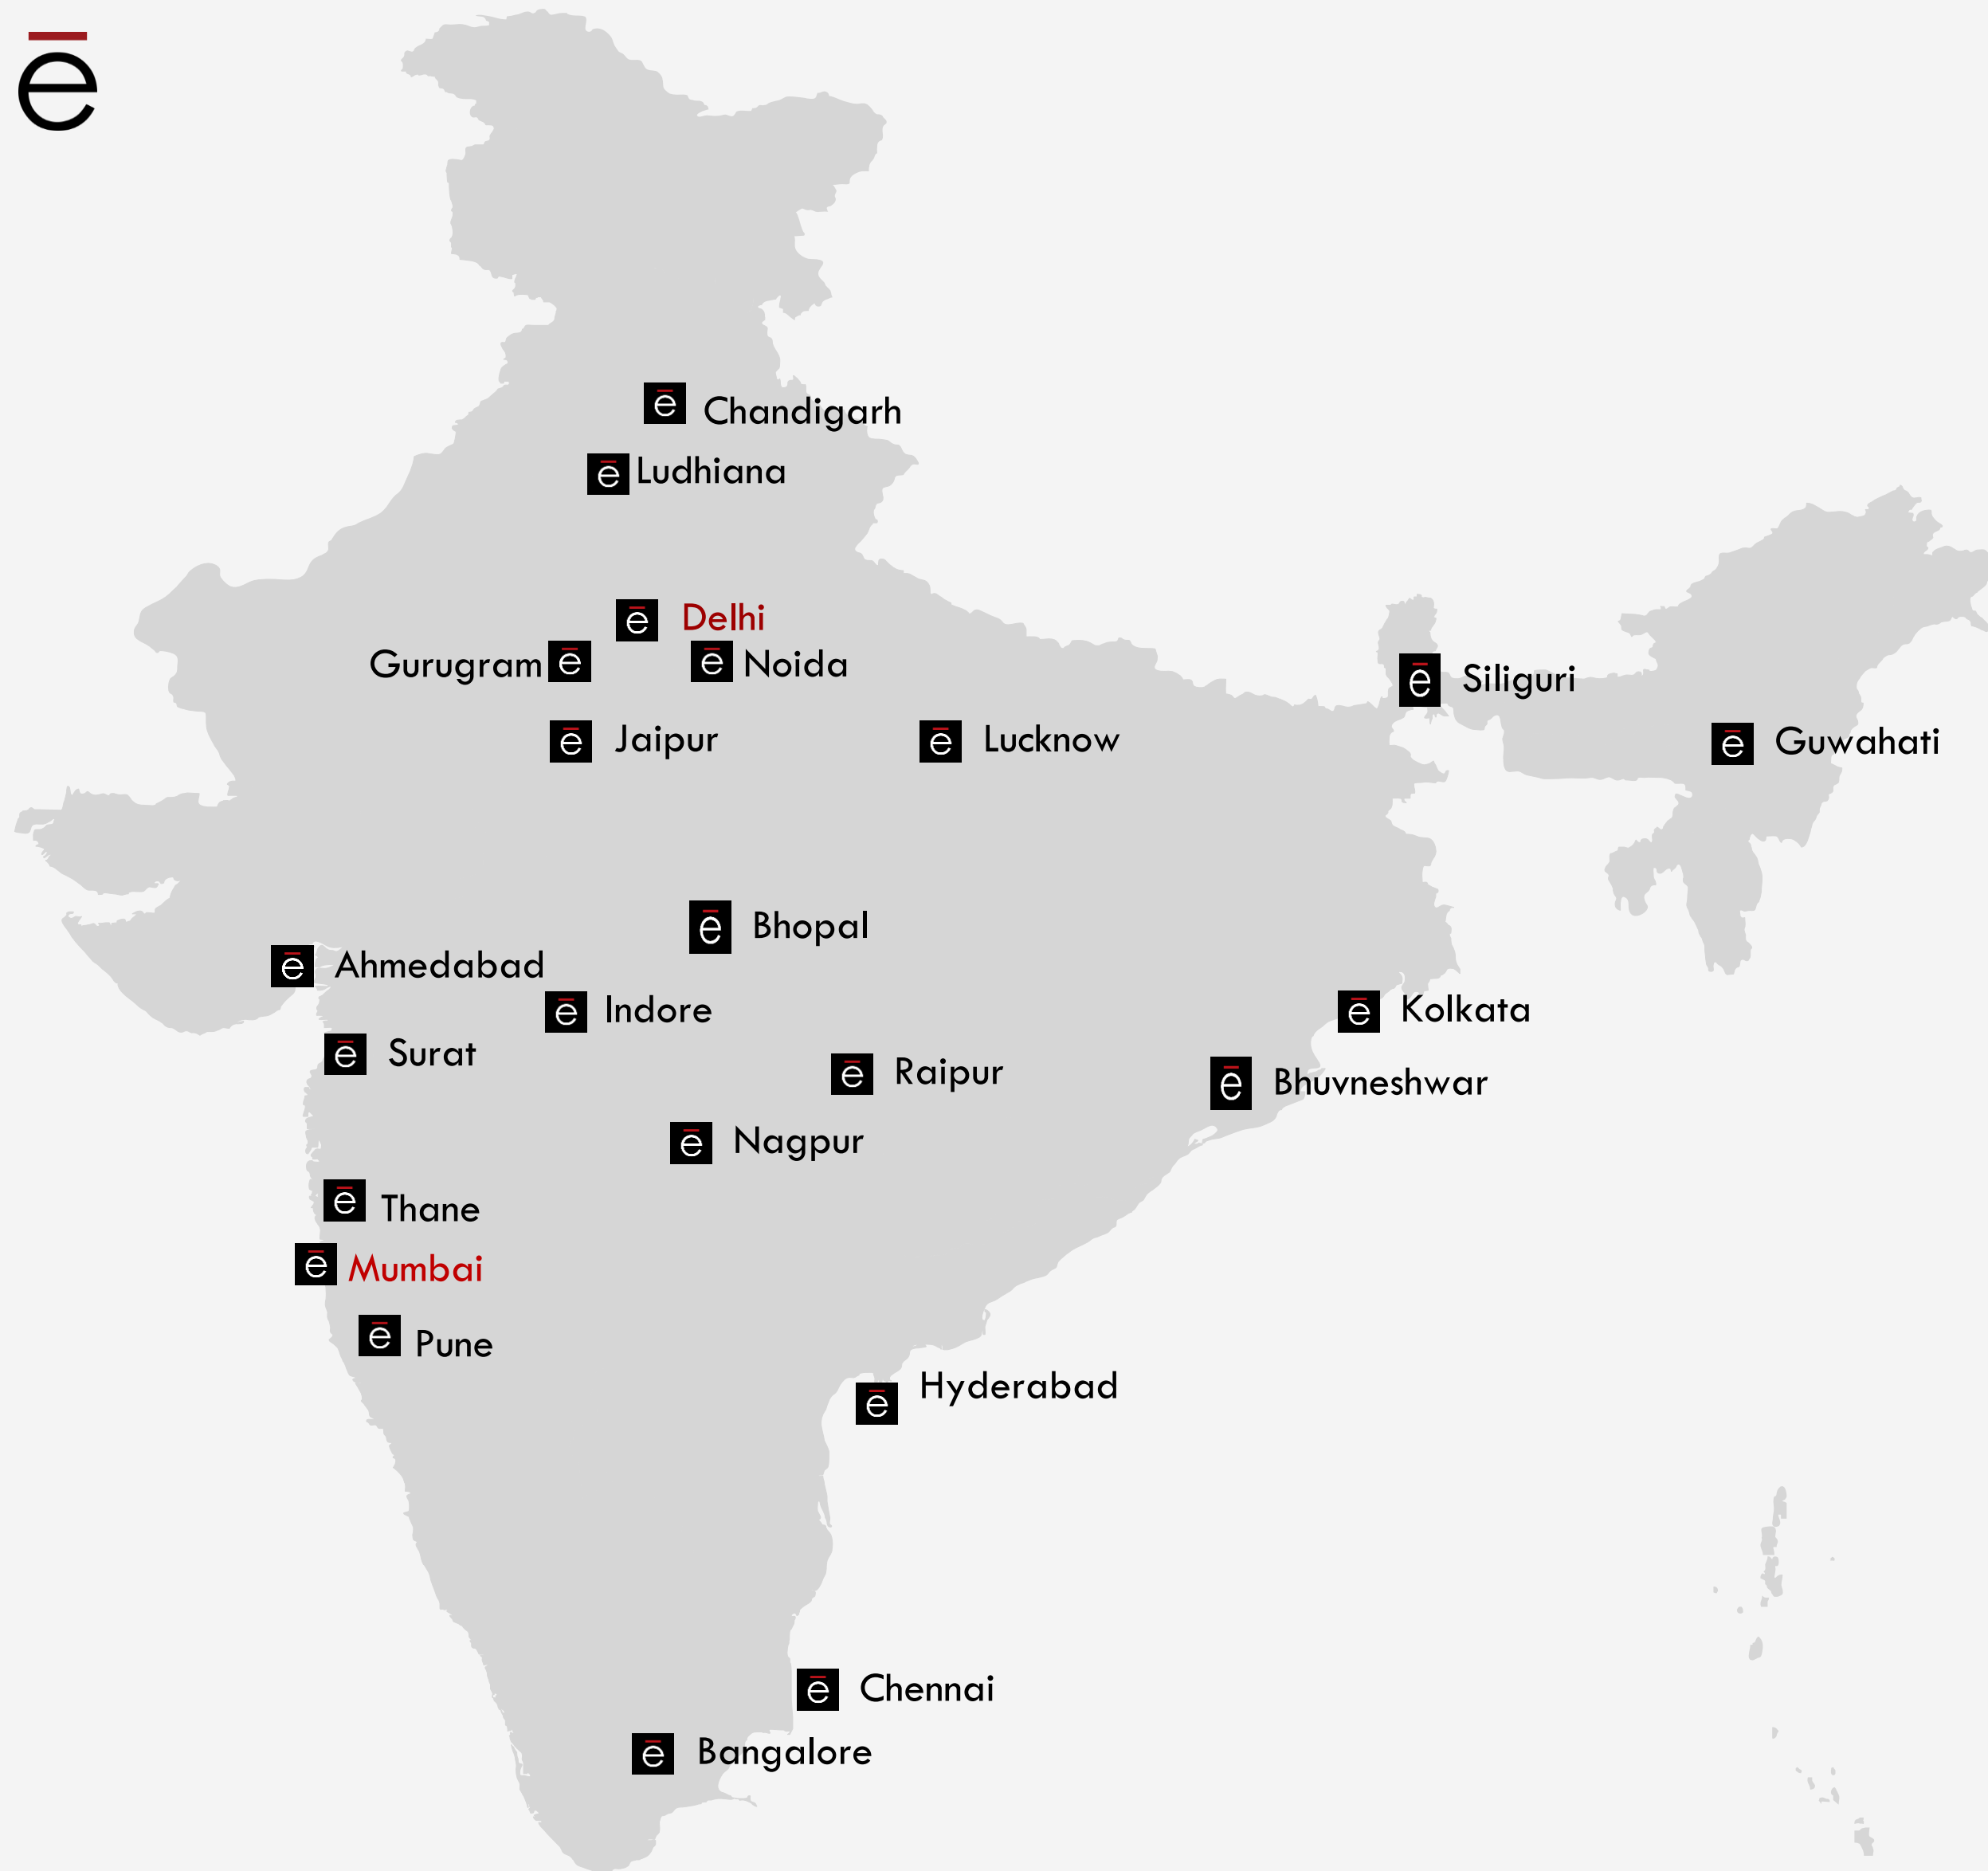 ē
Chandigarh
Ludhiana
Delhi
Gurugram
Noida
Siliguri
Jaipur
Lucknow
Guwahati
Bhopal
Ahmedabad
Indore
Kolkata
Surat
Raipur
Bhuvneshwar
Nagpur
Thane
Mumbai
Pune
Hyderabad
Chennai
Bangalore